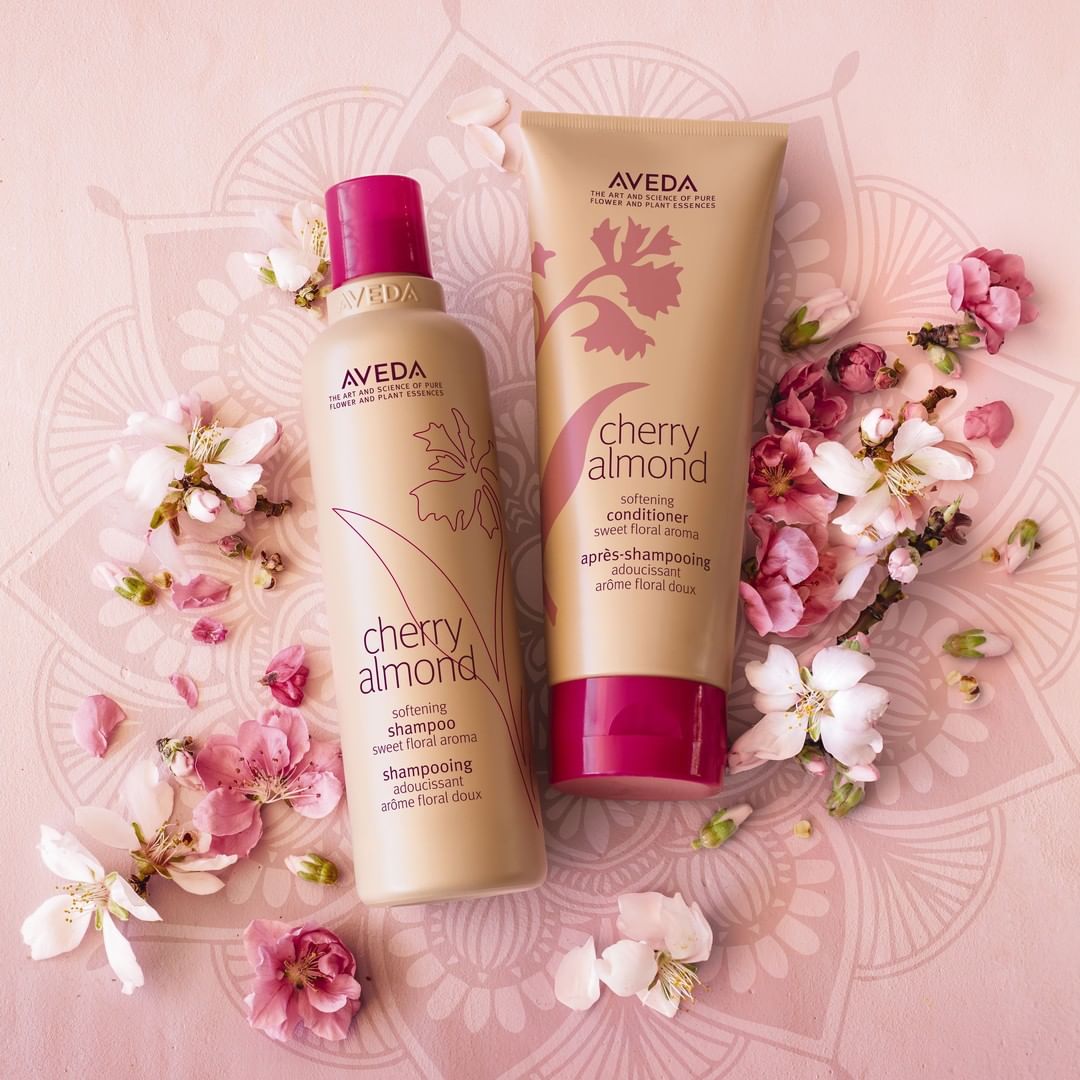 AVEDA
AVEDA
THE ART AND SCIENCE OF PURE
FLOWER AND PLANT ESSENCES
cherry
almond
softening
shampoo
sweet floral aroma
shampooing
adoucissant
arôme floral doux
AVEDA
THE ART AND SCIENCE OF PURE
FLOWER AND PLANT ESSENCES
cherry
almond
softening
conditioner
sweet floral aroma
après-shampooing
adoucissant
arôme floral doux